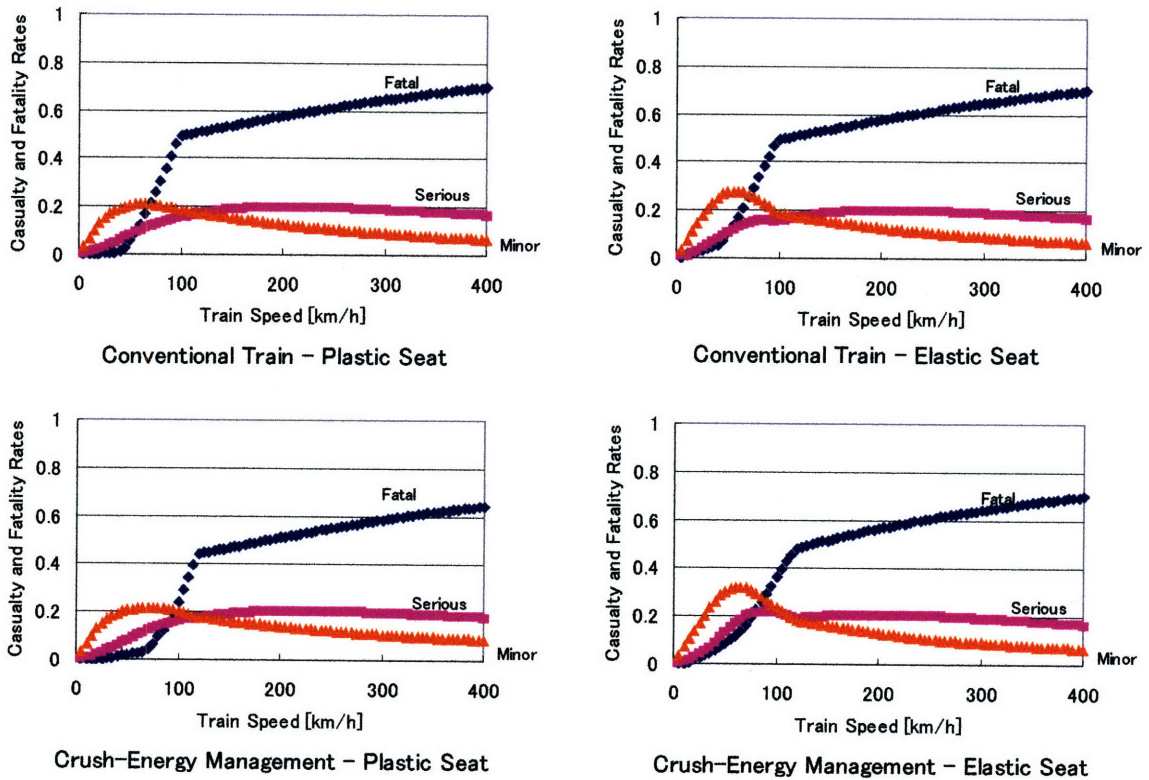 Casualty and Fatality Rates
1
0.8
0.6
0.4
0.2
0
Fatal
Serious
Minor
0 100 200 300 400
Train Speed [km/h]
Conventional Train - Plastic Seat
Casualty and Fatality Rates
1
0.8
0.6
0.4
0.2
0
Fatal
Serious
Minor
0 100 200 300 400
Train Speed [km/h]
Conventional Train - Elastic Seat
Casualty and Fatality Rates
1
0.8
0.6
0.4
0.2
0
Fatal
Serious
Minor
0 100 200 300 400
Train Speed [km/h]
Crush-Energy Management - Plastic Seat
Casualty and Fatality Rates
1
0.8
0.6
0.4
0.2
0
Fatal
Serious
Minor
0 100 200 300 400
Train Speed [km/h]
Crush-Energy Management - Elastic Seat